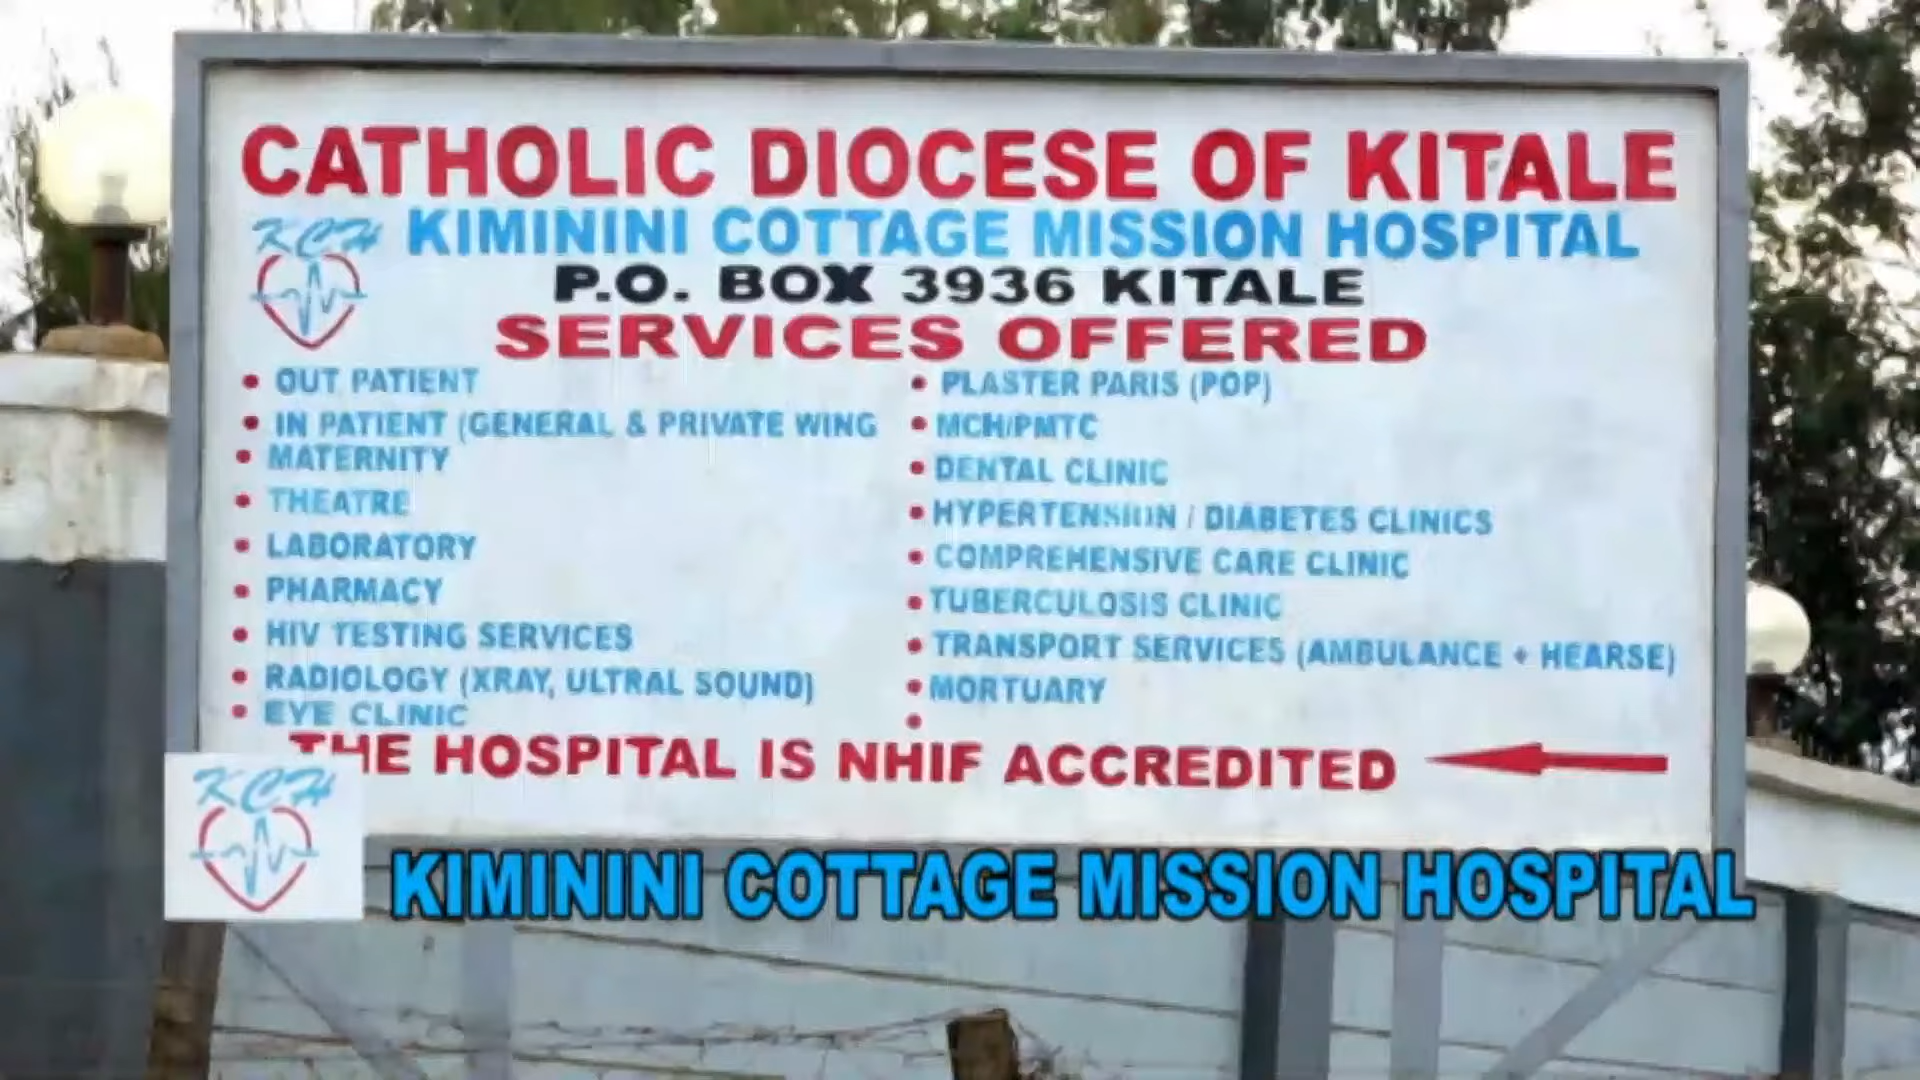 CATHOLIC DIOCESE OF KITALE
KCH KIMININI COTTAGE MISSION HOSPITAL
P.O. BOX 3936 KITALE
SERVICES OFFERED
• OUT PATIENT
• IN PATIENT (GENERAL & PRIVATE WING
• MATERNITY
• THEATRE
• LABORATORY
• PHARMACY
• HIV TESTING SERVICES
• RADIOLOGY (XRAY, ULTRAL SOUND)
• EYE CLINIC
• PLASTER PARIS (POP)
• MCH/PMTC
• DENTAL CLINIC
• HYPERTENSION / DIABETES CLINICS
• COMPREHENSIVE CARE CLINIC
• TUBERCULOSIS CLINIC
• TRANSPORT SERVICES (AMBULANCE + HEARSE)
• MORTUARY
•
THE HOSPITAL IS NHIF ACCREDITED
KCH
KIMININI COTTAGE MISSION HOSPITAL